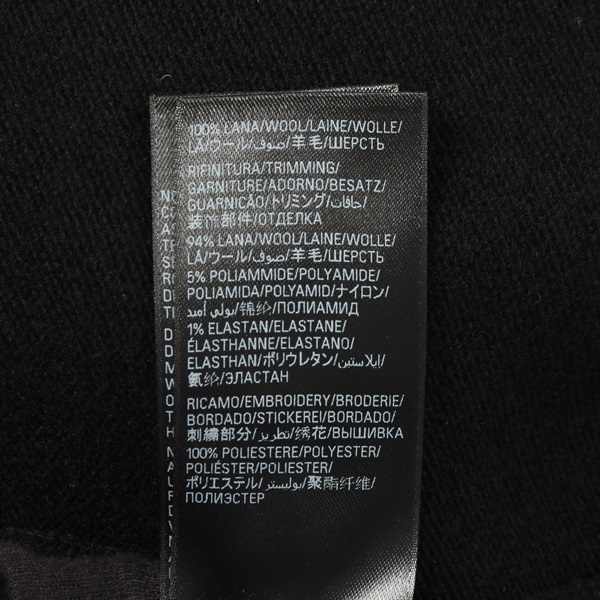 100% LANA/WOOL/LAINE/WOLLE/
LÃ/ウール/صوف/羊毛/ШЕРСТЬ
RIFINITURA/TRIMMING/
GARNITURE/ADORNO/BESATZ/
GUARNIÇÃO/トリミング/حافات/
装饰部件/ОТДЕЛКА
94% LANA/WOOL/LAINE/WOLLE/
LÃ/ウール/صوف/羊毛/ШЕРСТЬ
5% POLIAMMIDE/POLYAMIDE/
POLIAMIDA/POLYAMID/ナイロン/
بولي أميد/锦纶/ПОЛИАМИД
1% ELASTAN/ELASTANE/
ÉLASTHANNE/ELASTANO/
ELASTHAN/ポリウレタン/إيلاستين/
氨纶/ЭЛАСТАН
RICAMO/EMBROIDERY/BRODERIE/
BORDADO/STICKEREI/BORDADO/
刺繍部分/تطريز/绣花/ВЫШИВКА
100% POLIESTERE/POLYESTER/
POLIÉSTER/POLIESTER/
ポリエステル/بوليستر/聚酯纤维/
ПОЛИЭСТЕР